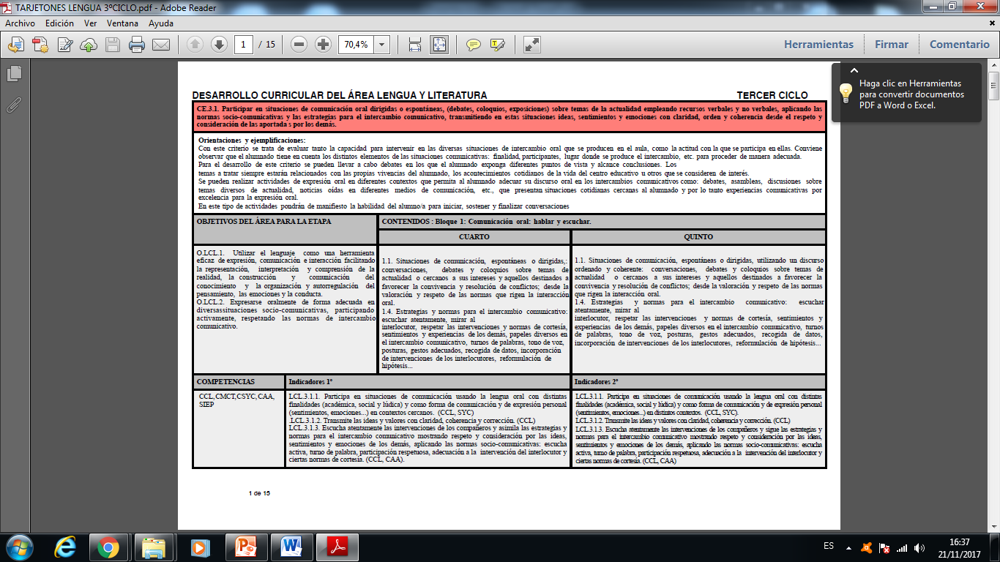 TARJETONES LENGUA 3ºCICLO.pdf - Adobe Reader
Archivo Edición Ver Ventana Ayuda
1 / 15 70,4% Herramientas Firmar Comentario
Haga clic en Herramientas
para convertir documentos
PDF a Word o Excel.
DESARROLLO CURRICULAR DEL ÁREA LENGUA Y LITERATURA TERCER CICLO
CE.3.1. Participar en situaciones de comunicación oral dirigidas o espontáneas, (debates, coloquios, exposiciones) sobre temas de la actualidad empleando recursos verbales y no verbales, aplicando las
normas socio-comunicativas y las estrategias para el intercambio comunicativo, transmitiendo en estas situaciones ideas, sentimientos y emociones con claridad, orden y coherencia desde el respeto y
consideración de las aportada s por los demás.
Orientaciones y ejemplificaciones:
Con este criterio se trata de evaluar tanto la capacidad para intervenir en las diversas situaciones de intercambio oral que se producen en el aula, como la actitud con la que se participa en ellas. Conviene
observar que el alumnado tiene en cuenta los distintos elementos de las situaciones comunicativas: finalidad, participantes, lugar donde se produce el intercambio, etc. para proceder de manera adecuada.
Para el desarrollo de este criterio se pueden llevar a cabo debates en los que el alumnado exponga diferentes puntos de vista y alcance conclusiones. Los
temas a tratar siempre estarán relacionados con las propias vivencias del alumnado, los acontecimientos cotidianos de la vida del centro educativo u otros que se consideren de interés.
Se pueden realizar actividades de expresión oral en diferentes contextos que permita al alumnado adecuar su discurso oral en los intercambios comunicativos como: debates, asambleas, discusiones sobre
temas diversos de actualidad, noticias oídas en diferentes medios de comunicación, etc., que presentan situaciones cotidianas cercanas al alumnado y por lo tanto experiencias comunicativas por
excelencia para la expresión oral.
En este tipo de actividades pondrán de manifiesto la habilidad del alumno/a para iniciar, sostener y finalizar conversaciones
OBJETIVOS DEL ÁREA PARA LA ETAPA
CONTENIDOS : Bloque 1: Comunicación oral: hablar y escuchar.
CUARTO
QUINTO
O.LCL.1. Utilizar el lenguaje como una herramienta
eficaz de expresión, comunicación e interacción facilitando
la representación, interpretación y comprensión de la
realidad, la construcción y comunicación del
conocimiento y la organización y autorregulación del
pensamiento, las emociones y la conducta.
O.LCL.2. Expresarse oralmente de forma adecuada en
diversassituaciones socio-comunicativas, participando
activamente, respetando las normas de intercambio
comunicativo.
1.1. Situaciones de comunicación, espontáneas o dirigidas,:
conversaciones, debates y coloquios sobre temas de
actualidad o cercanos a sus intereses y aquellos destinados a
favorecer la convivencia y resolución de conflictos; desde la
valoración y respeto de las normas que rigen la interacción
oral.
1.4. Estrategias y normas para el intercambio comunicativo:
escuchar atentamente, mirar al
interlocutor, respetar las intervenciones y normas de cortesía,
sentimientos y experiencias de los demás, papeles diversos en
el intercambio comunicativo, turnos de palabras, tono de voz,
posturas, gestos adecuados, recogida de datos, incorporación
de intervenciones de los interlocutores, reformulación de
hipótesis...
1.1. Situaciones de comunicación, espontáneas o dirigidas, utilizando un discurso
ordenado y coherente: conversaciones, debates y coloquios sobre temas de
actualidad o cercanos a sus intereses y aquellos destinados a favorecer la
convivencia y resolución de conflictos; desde la valoración y respeto de las normas
que rigen la interacción oral.
1.4. Estrategias y normas para el intercambio comunicativo: escuchar
atentamente, mirar al
interlocutor, respetar las intervenciones y normas de cortesía, sentimientos y
experiencias de los demás, papeles diversos en el intercambio comunicativo, turnos
de palabras, tono de voz, posturas, gestos adecuados, recogida de datos,
incorporación de intervenciones de los interlocutores, reformulación de hipótesis...
COMPETENCIAS
Indicadores 1º
Indicadores 2º
CCL, CMCT, CSYC, CAA,
SIEP
LCL.3.1.1. Participa en situaciones de comunicación usando la lengua oral con distintas
finalidades (académica, social y lúdica) y como forma de comunicación y de expresión personal
(sentimientos, emociones...) en contextos cercanos. (CCL, SYC)
.LCL.3.1.2. Transmite las ideas y valores con claridad, coherencia y corrección. (CCL)
LCL.3.1.3. Escucha atentamente las intervenciones de los compañeros y asimila las estrategias y
normas para el intercambio comunicativo mostrando respeto y consideración por las ideas,
sentimientos y emociones de los demás, aplicando las normas socio-comunicativas: escucha
activa, turno de palabra, participación respetuosa, adecuación a la intervención del interlocutor y
ciertas normas de cortesía. (CCL, CAA).
LCL.3.1.1. Participa en situaciones de comunicación usando la lengua oral con distintas
finalidades (académica, social y lúdica) y como forma de comunicación y de expresión personal
(sentimientos, emociones...) en distintos contextos. (CCL, SYC).
LCL.3.1.2. Transmite las ideas y valores con claridad, coherencia y corrección. (CCL)
LCL.3.1.3. Escucha atentamente las intervenciones de los compañeros y sigue las estrategias y
normas para el intercambio comunicativo mostrando respeto y consideración por las ideas,
sentimientos y emociones de los demás, aplicando las normas socio-comunicativas: escucha
activa, turno de palabra, participación respetuosa, adecuación a la intervención del interlocutor y
ciertas normas de cortesía. (CCL, CAA)
1 de 15
ES 16:37
21/11/2017